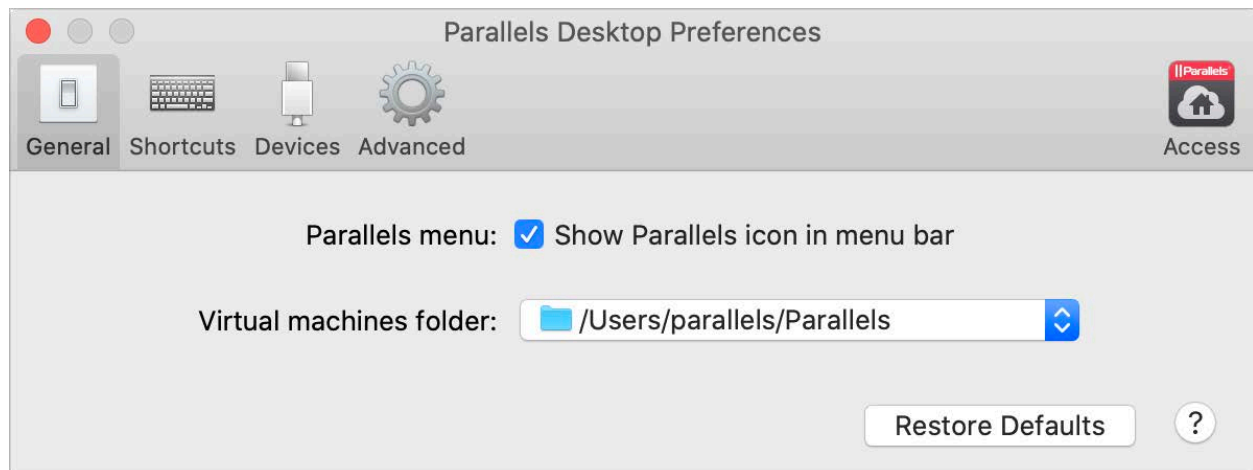 Parallels Desktop Preferences
|| Parallels
General Shortcuts Devices Advanced Access
Parallels menu: Show Parallels icon in menu bar
Virtual machines folder: /Users/parallels/Parallels
Restore Defaults ?